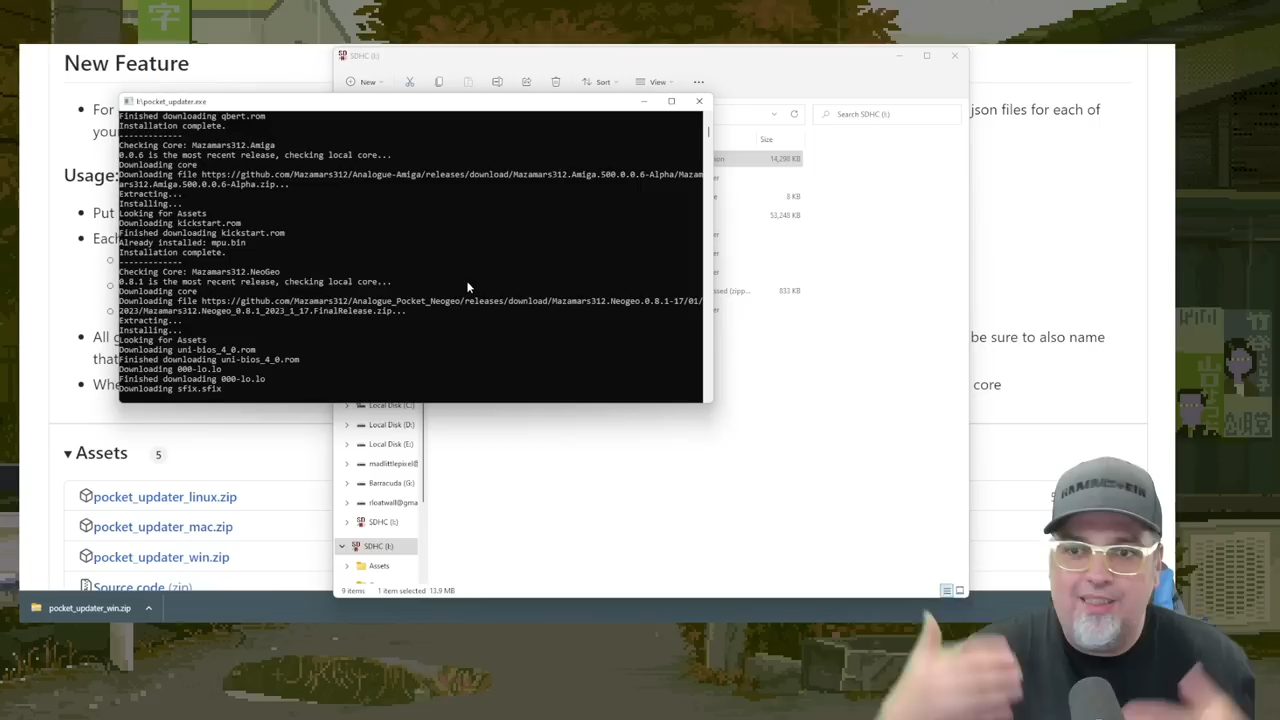 字
New Feature
For
you
json files for each of
Usage:
Put
Each
All g
that
be sure to also name
Whe
core
Assets 5
pocket_updater_linux.zip
pocket_updater_mac.zip
pocket_updater_win.zip
Source code (zip)
pocket_updater_win.zip
SDHC (I:)
New
Sort
View
Search SDHC (I:)
Size
14,298 KB
8 KB
53,248 KB
833 KB
Local Disk (C:)
Local Disk (D:)
Local Disk (E:)
madlittlepixel@
Barracuda (G:)
rloatwall@gma
SDHC (I:)
SDHC (I:)
Assets
9 items 1 item selected 13.9 MB
I:\pocket_updater.exe
Finished downloading qbert.rom
Installation complete.
-------------
Checking Core: Mazamars312.Amiga
0.0.6 is the most recent release, checking local core...
Downloading core
Downloading file https://github.com/Mazamars312/Analogue-Amiga/releases/download/Mazamars312.Amiga.500.0.0.6-Alpha/Mazam
ars312.Amiga.500.0.0.6-Alpha.zip...
Extracting...
Installing...
Looking for Assets
Downloading kickstart.rom
Finished downloading kickstart.rom
Already installed: mpu.bin
Installation complete.
-------------
Checking Core: Mazamars312.NeoGeo
0.8.1 is the most recent release, checking local core...
Downloading core
Downloading file https://github.com/Mazamars312/Analogue_Pocket_Neogeo/releases/download/Mazamars312.Neogeo.0.8.1-17/01/
2023/Mazamars312.Neogeo_0.8.1_2023_1_17.FinalRelease.zip...
Extracting...
Installing...
Looking for Assets
Downloading uni-bios_4_0.rom
Finished downloading uni-bios_4_0.rom
Downloading 000-lo.lo
Finished downloading 000-lo.lo
Downloading sfix.sfix
RAMMSTEIN